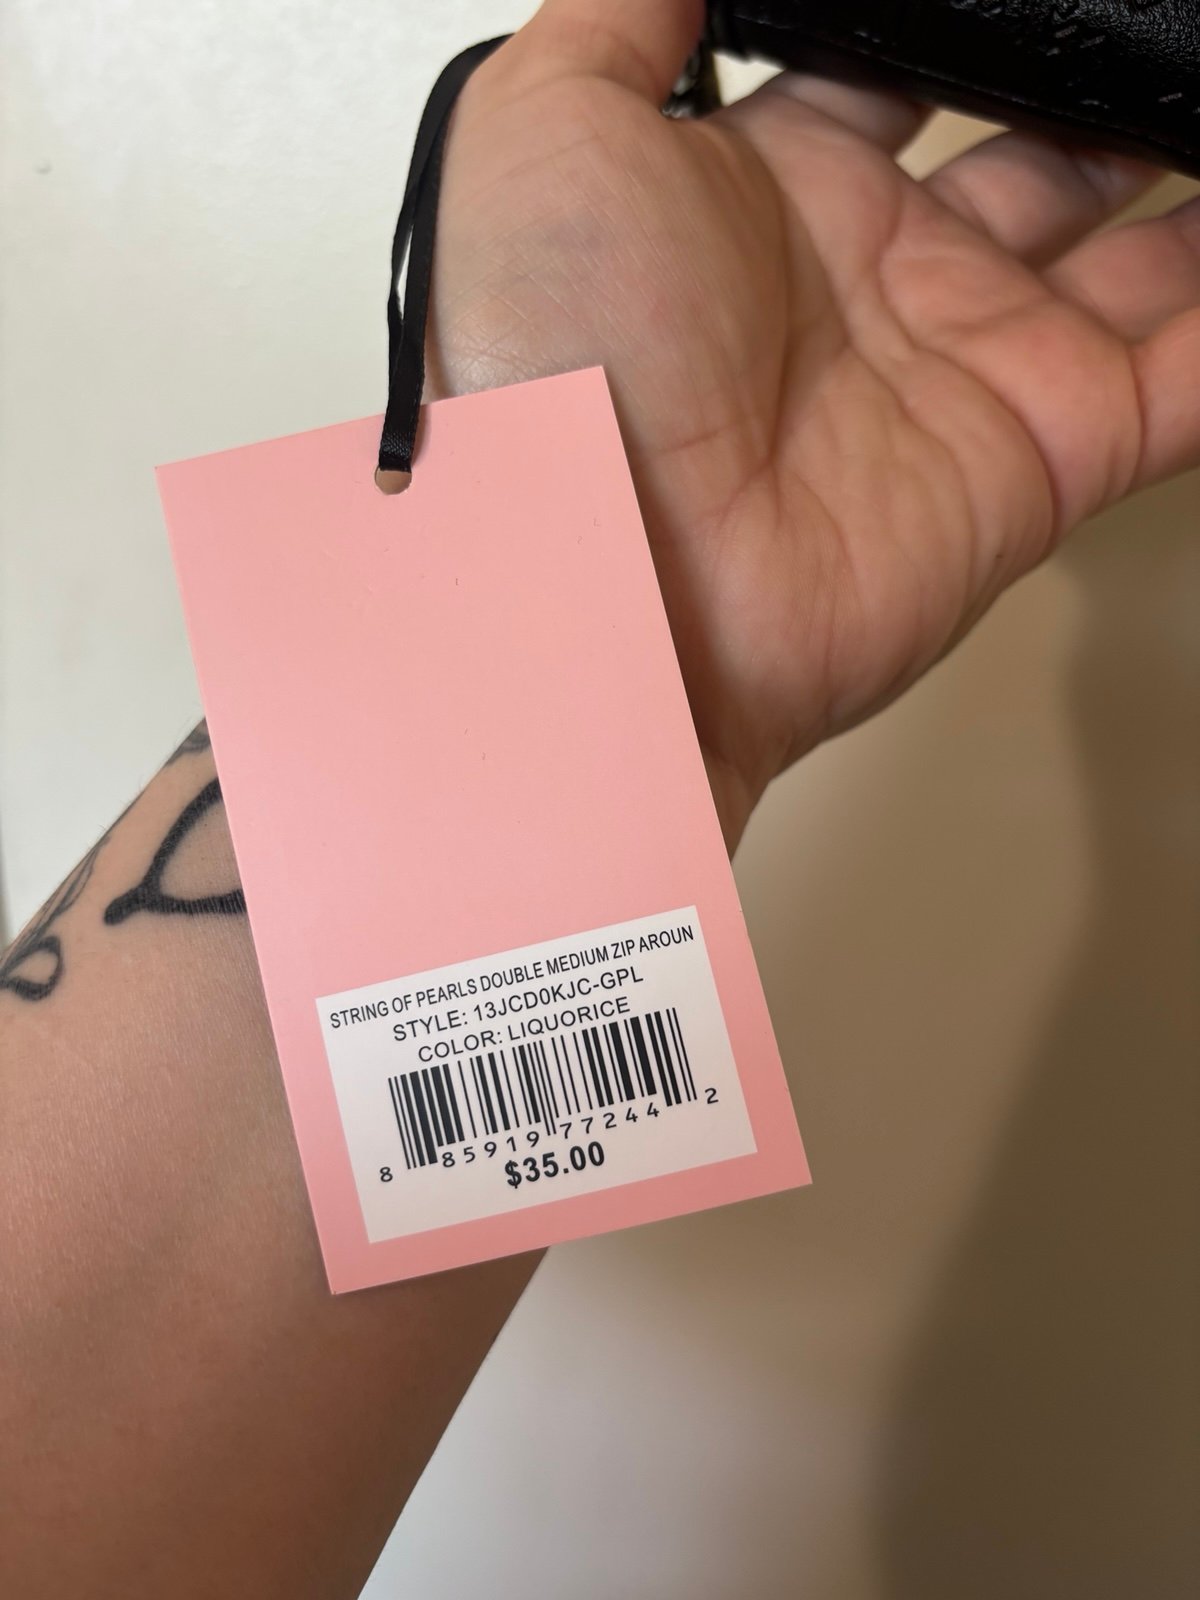 STRING OF PEARLS DOUBLE MEDIUM ZIP AROUN
STYLE: 13JCD0KJC-GPL
COLOR: LIQUORICE
8 85919 77244 2
$35.00